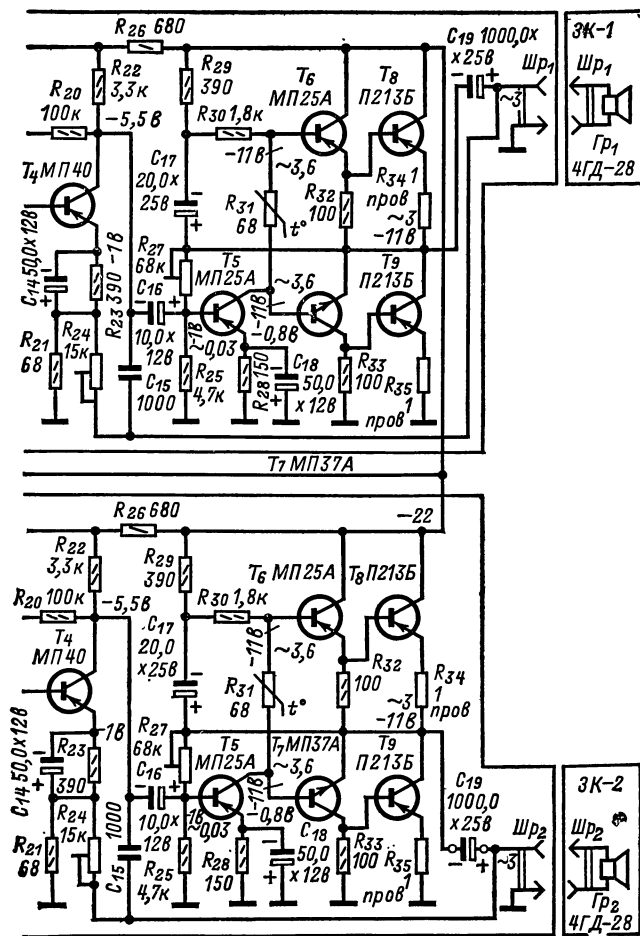 R26 680
C19 1000,0x
x25в
ЗК-1
R22
3,3к
R29
390
T6
МП25А
T8
П213Б
Шр1
Шр1
R20
100к
-5,5в
R30 1,8к
-11в
~3,6
~3
Гр1
4ГД-28
T4 МП40
C17
20,0x
25в
R31
68
t°
R32
100
R34 1
пров
~3
-11в
C14 50,0x12в
-1в
R27
68к
T5
МП25А
~3,6
T9
П213Б
R23 390
C16
10,0x
12в
-11в
-0,8в
R21
68
R24
15к
C15
1000
-1в
~0,03
R25
4,7к
R28 150
C18
50,0
x12в
R33
100
R35
1
пров
T7 МП37А
R26 680
-22
R22
3,3к
R29
390
T6 МП25А
T8 П213Б
R20 100к
-5,5в
R30 1,8к
T4
МП40
C17
20,0
x25в
-11в
~3,6
R31
68
t°
R32
100
R34
1
пров
~3
-11в
C14 50,0x12в
-1в
R23
390
R27
68к
T5
МП25А
T7 МП37А
T9
П213Б
~3,6
C19
1000,0
x25в
ЗК-2
C16
10,0x
12в
-11в
-0,8в
R24
15к
R21
68
1000
C15
-1в
~0,03
R25
4,7к
R28
150
C18
50,0
x12в
R33
100
R35
1
пров
Шр2
~3
Шр2
Гр2
4ГД-28